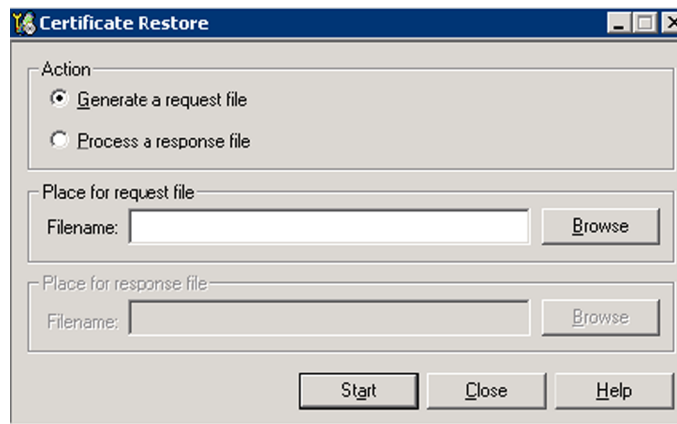 Certificate Restore
Action
Generate a request file
Process a response file
Place for request file
Filename:
Browse
Place for response file
Filename:
Browse
Start
Close
Help